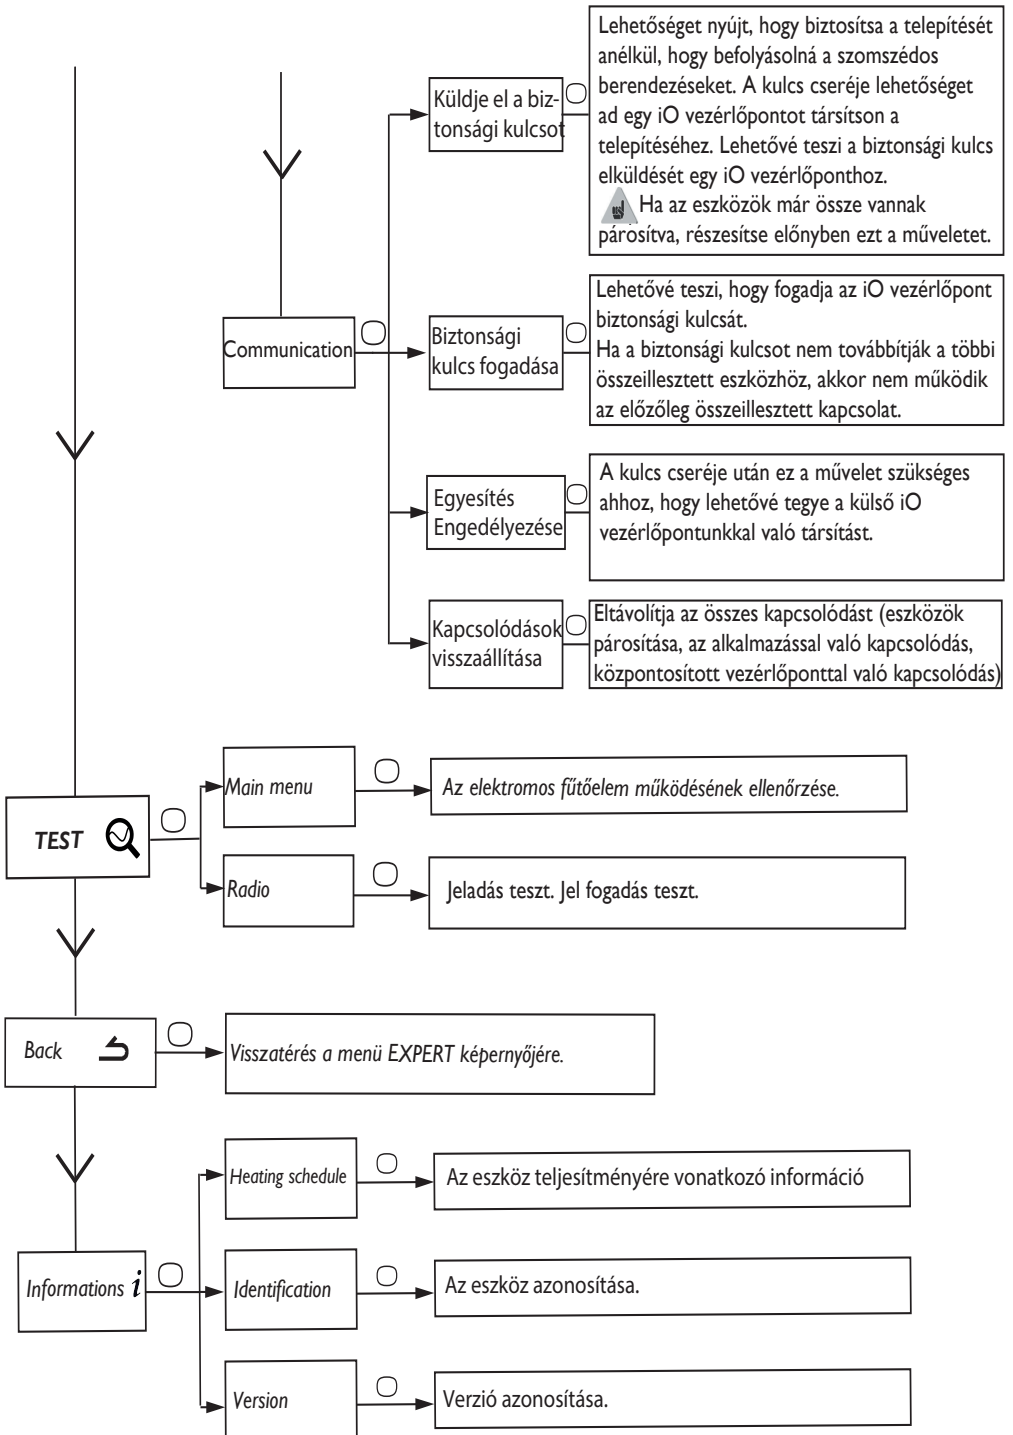 Küldje el a biz-
tonsági kulcsot
Lehetőséget nyújt, hogy biztosítsa a telepítését
anélkül, hogy befolyásolná a szomszédos
berendezéseket. A kulcs cseréje lehetőséget
ad egy iO vezérlőpontot társítson a
telepítéséhez. Lehetővé teszi a biztonsági kulcs
elküldését egy iO vezérlőponthoz.
Ha az eszközök már össze vannak
párosítva, részesítse előnyben ezt a műveletet.
Communication
Biztonsági
kulcs fogadása
Lehetővé teszi, hogy fogadja az iO vezérlőpont
biztonsági kulcsát.
Ha a biztonsági kulcsot nem továbbítják a többi
összeillesztett eszközhöz, akkor nem működik
az előzőleg összeillesztett kapcsolat.
Egyesítés
Engedélyezése
A kulcs cseréje után ez a művelet szükséges
ahhoz, hogy lehetővé tegye a külső iO
vezérlőpontunkkal való társítást.
Kapcsolódások
visszaállítása
Eltávolítja az összes kapcsolódást (eszközök
párosítása, az alkalmazással való kapcsolódás,
központosított vezérlőponttal való kapcsolódás)
TEST
Main menu
Az elektromos fűtőelem működésének ellenőrzése.
Radio
Jeladás teszt. Jel fogadás teszt.
Back
Visszatérés a menü EXPERT képernyőjére.
Informations i
Heating schedule
Az eszköz teljesítményére vonatkozó információ
Identification
Az eszköz azonosítása.
Version
Verzió azonosítása.